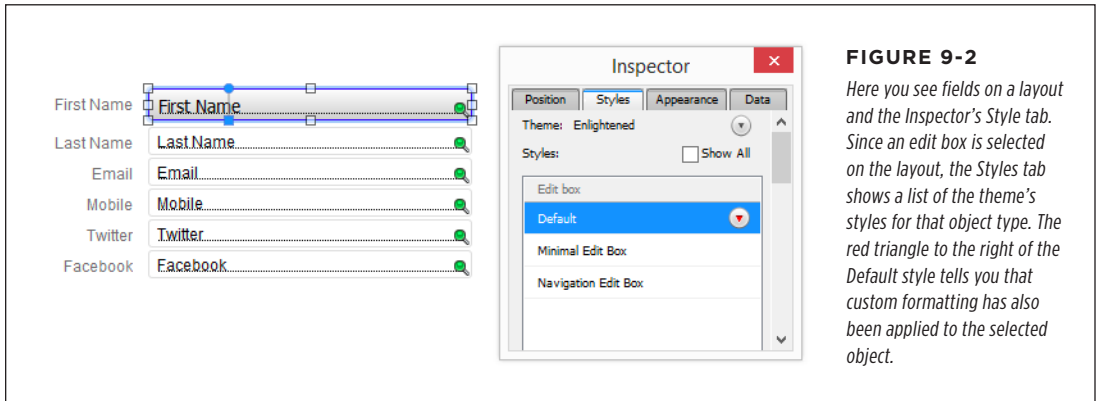 First Name First Name
Last Name Last Name
Email Email
Mobile Mobile
Twitter Twitter
Facebook Facebook
Inspector
Position Styles Appearance Data
Theme: Enlightened
Styles: Show All
Edit box
Default
Minimal Edit Box
Navigation Edit Box
FIGURE 9-2
Here you see fields on a layout
and the Inspector’s Style tab.
Since an edit box is selected
on the layout, the Styles tab
shows a list of the theme’s
styles for that object type. The
red triangle to the right of the
Default style tells you that
custom formatting has also
been applied to the selected
object.